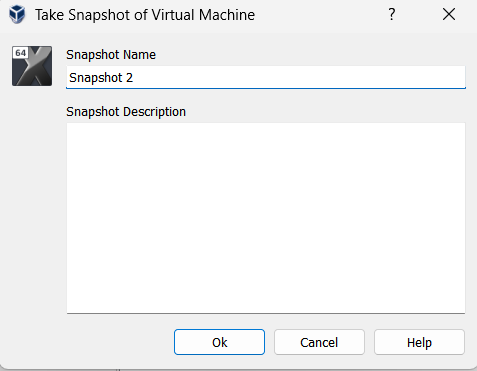 Take Snapshot of Virtual Machine
?
64
Snapshot Name
Snapshot 2
Snapshot Description
Ok Cancel Help